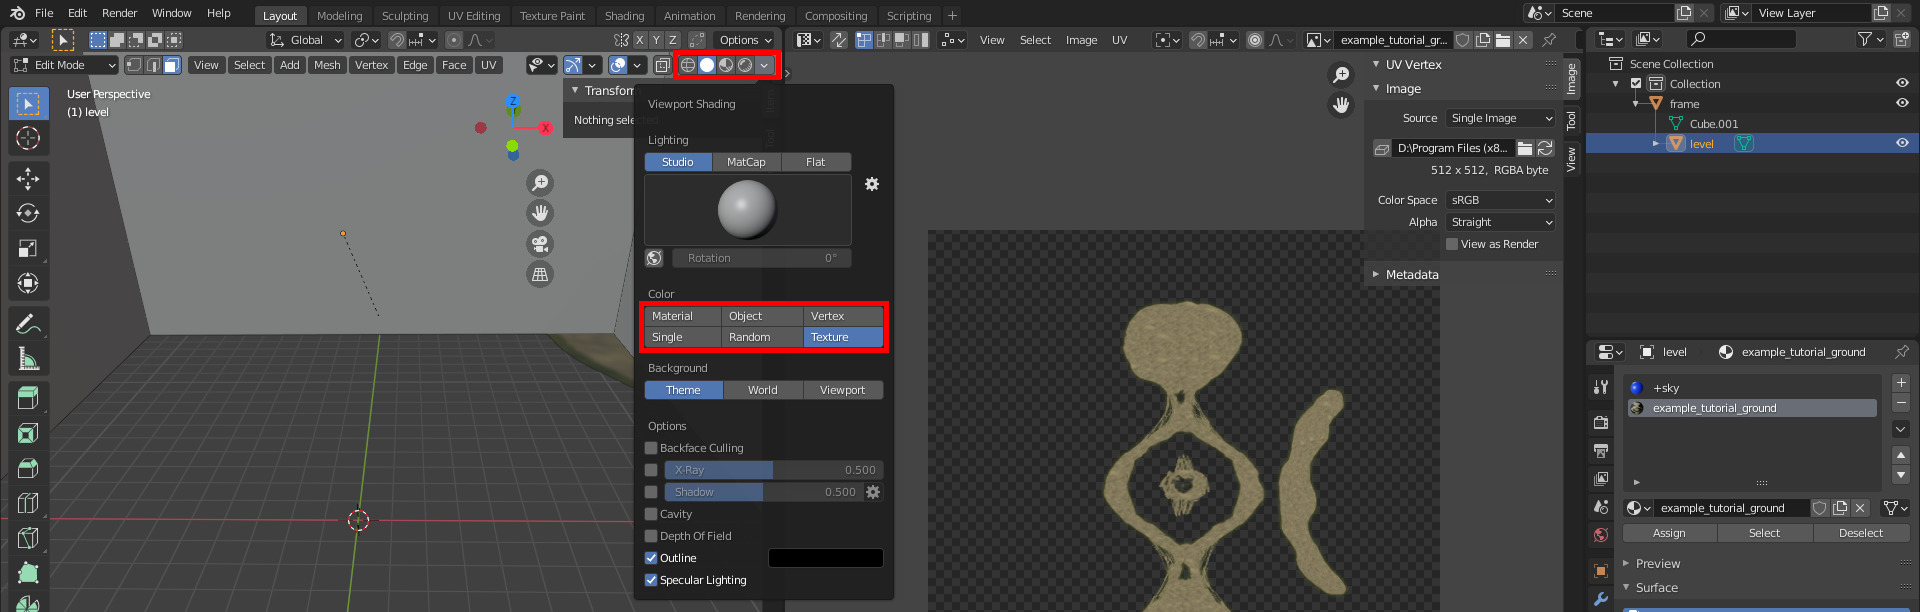 File Edit Render Window Help Layout Modeling Sculpting UV Editing Texture Paint Shading Animation Rendering Compositing Scripting + Scene View Layer
Global X Y Z Options View Select Image UV example_tutorial_gr...
Edit Mode View Select Add Mesh Vertex Edge Face UV
User Perspective
(1) level
Z
X
Transform
Nothing sele
Viewport Shading
Lighting
Studio MatCap Flat
Rotation 0°
Color
Material Object Vertex
Single Random Texture
Background
Theme World Viewport
Options
Backface Culling
X-Ray 0.500
Shadow 0.500
Cavity
Depth Of Field
Outline
Specular Lighting
UV Vertex
Image
Source Single Image
D:\Program Files (x8...
512 x 512, RGBA byte
Color Space sRGB
Alpha Straight
View as Render
Metadata
Image
Tool
View
Scene Collection
Collection
frame
Cube.001
level
level example_tutorial_ground
+sky
example_tutorial_ground
example_tutorial_ground
Assign Select Deselect
Preview
Surface